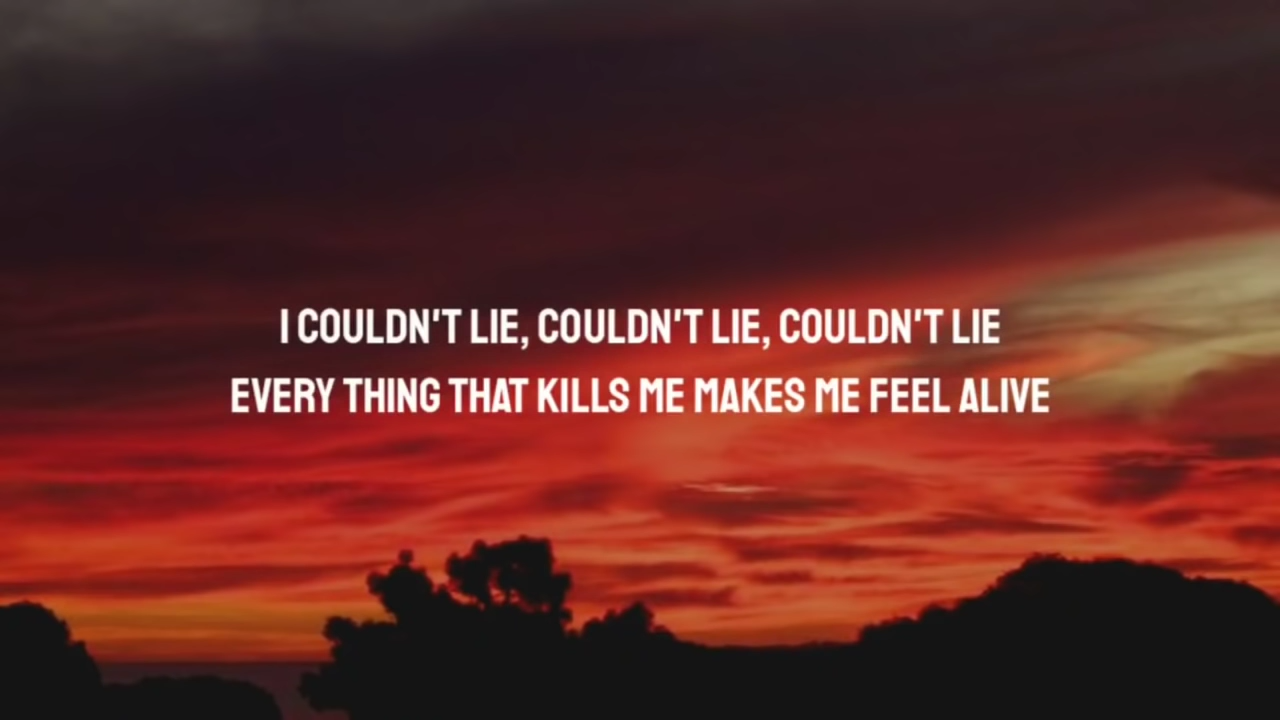 I COULDN'T LIE, COULDN'T LIE, COULDN'T LIE
EVERY THING THAT KILLS ME MAKES ME FEEL ALIVE